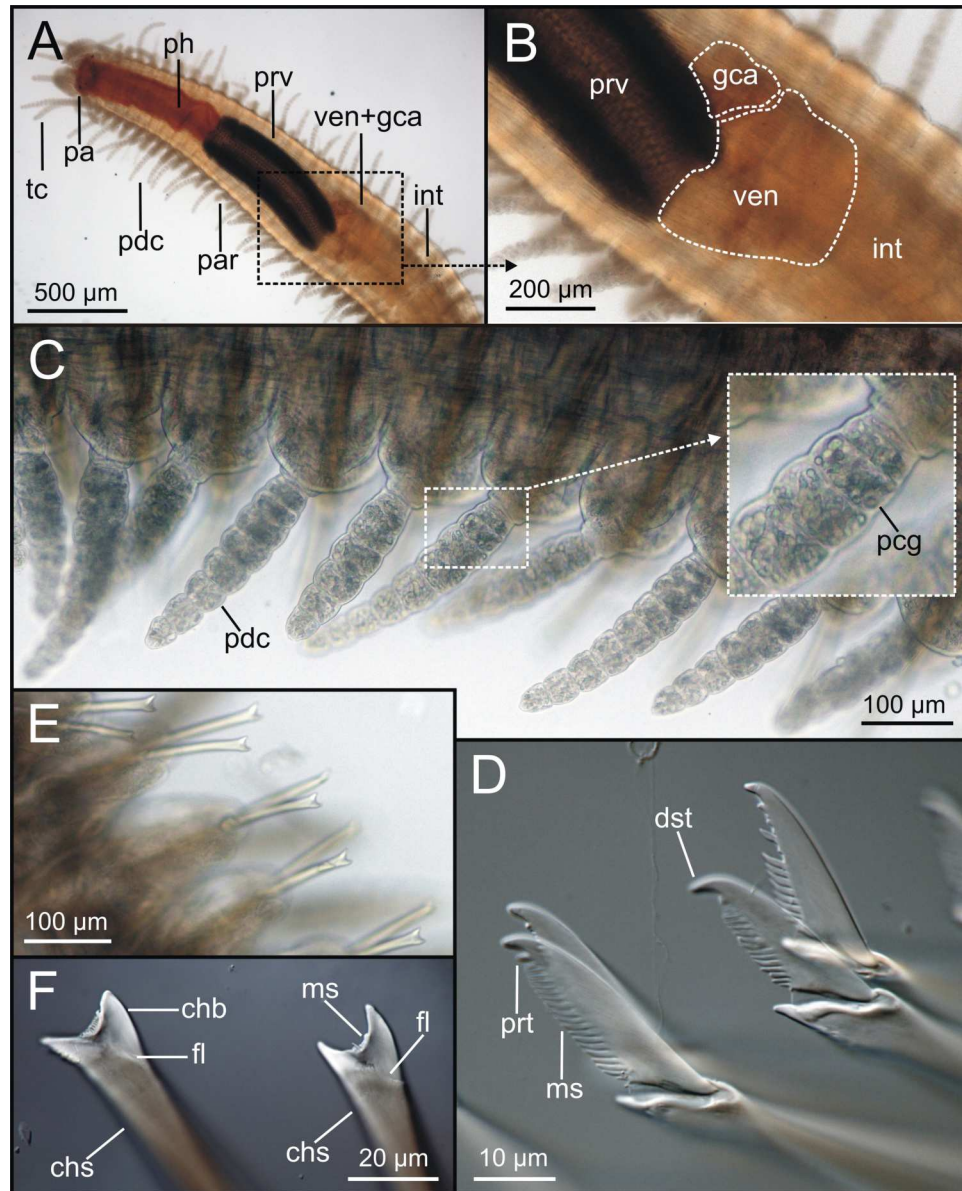 A
ph
prv
ven+gca
pa
int
tc
pdc
par
500 µm
B
prv
gca
ven
int
200 µm
C
pcg
pdc
100 µm
E
100 µm
D
dst
prt
ms
10 µm
F
chb
fl
chs
ms
fl
chs
20 µm